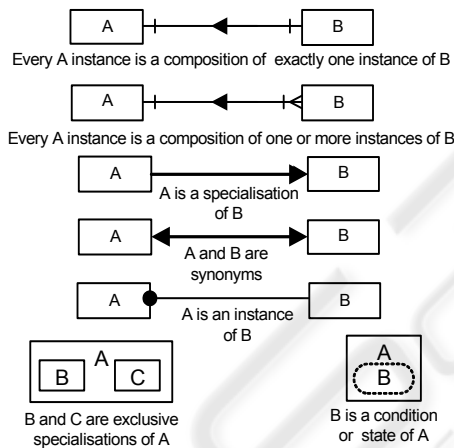 A B
Every A instance is a composition of exactly one instance of B
A B
Every A instance is a composition of one or more instances of B
A B
A is a specialisation
of B
A B
A and B are
synonyms
A B
A is an instance
of B
A
B C
B and C are exclusive
specialisations of A
A
B
B is a condition
or state of A